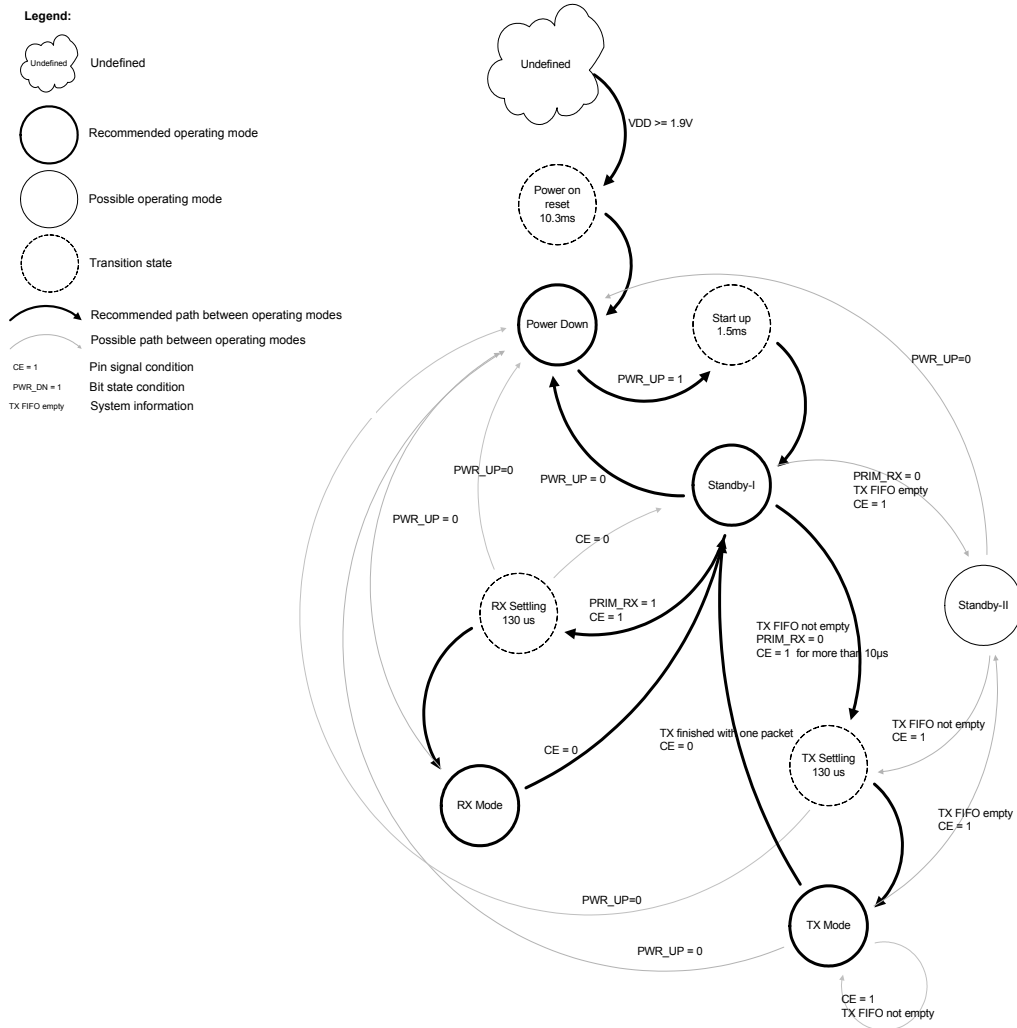 Legend:
Undefined
Undefined
Recommended operating mode
Possible operating mode
Transition state
Recommended path between operating modes
Possible path between operating modes
CE = 1
Pin signal condition
PWR_DN = 1
Bit state condition
TX FIFO empty
System information
Undefined
VDD >= 1.9V
Power on
reset
10.3ms
Power Down
Start up
1.5ms
PWR_UP=0
PWR_UP = 1
PWR_UP=0
PWR_UP = 0
Standby-I
PRIM_RX = 0
TX FIFO empty
CE = 1
PWR_UP = 0
CE = 0
RX Settling
130 us
PRIM_RX = 1
CE = 1
Standby-II
TX FIFO not empty
PRIM_RX = 0
CE = 1 for more than 10µs
TX FIFO not empty
CE = 1
TX finished with one packet
CE = 0
CE = 0
TX Settling
130 us
RX Mode
TX FIFO empty
CE = 1
PWR_UP=0
TX Mode
PWR_UP = 0
CE = 1
TX FIFO not empty